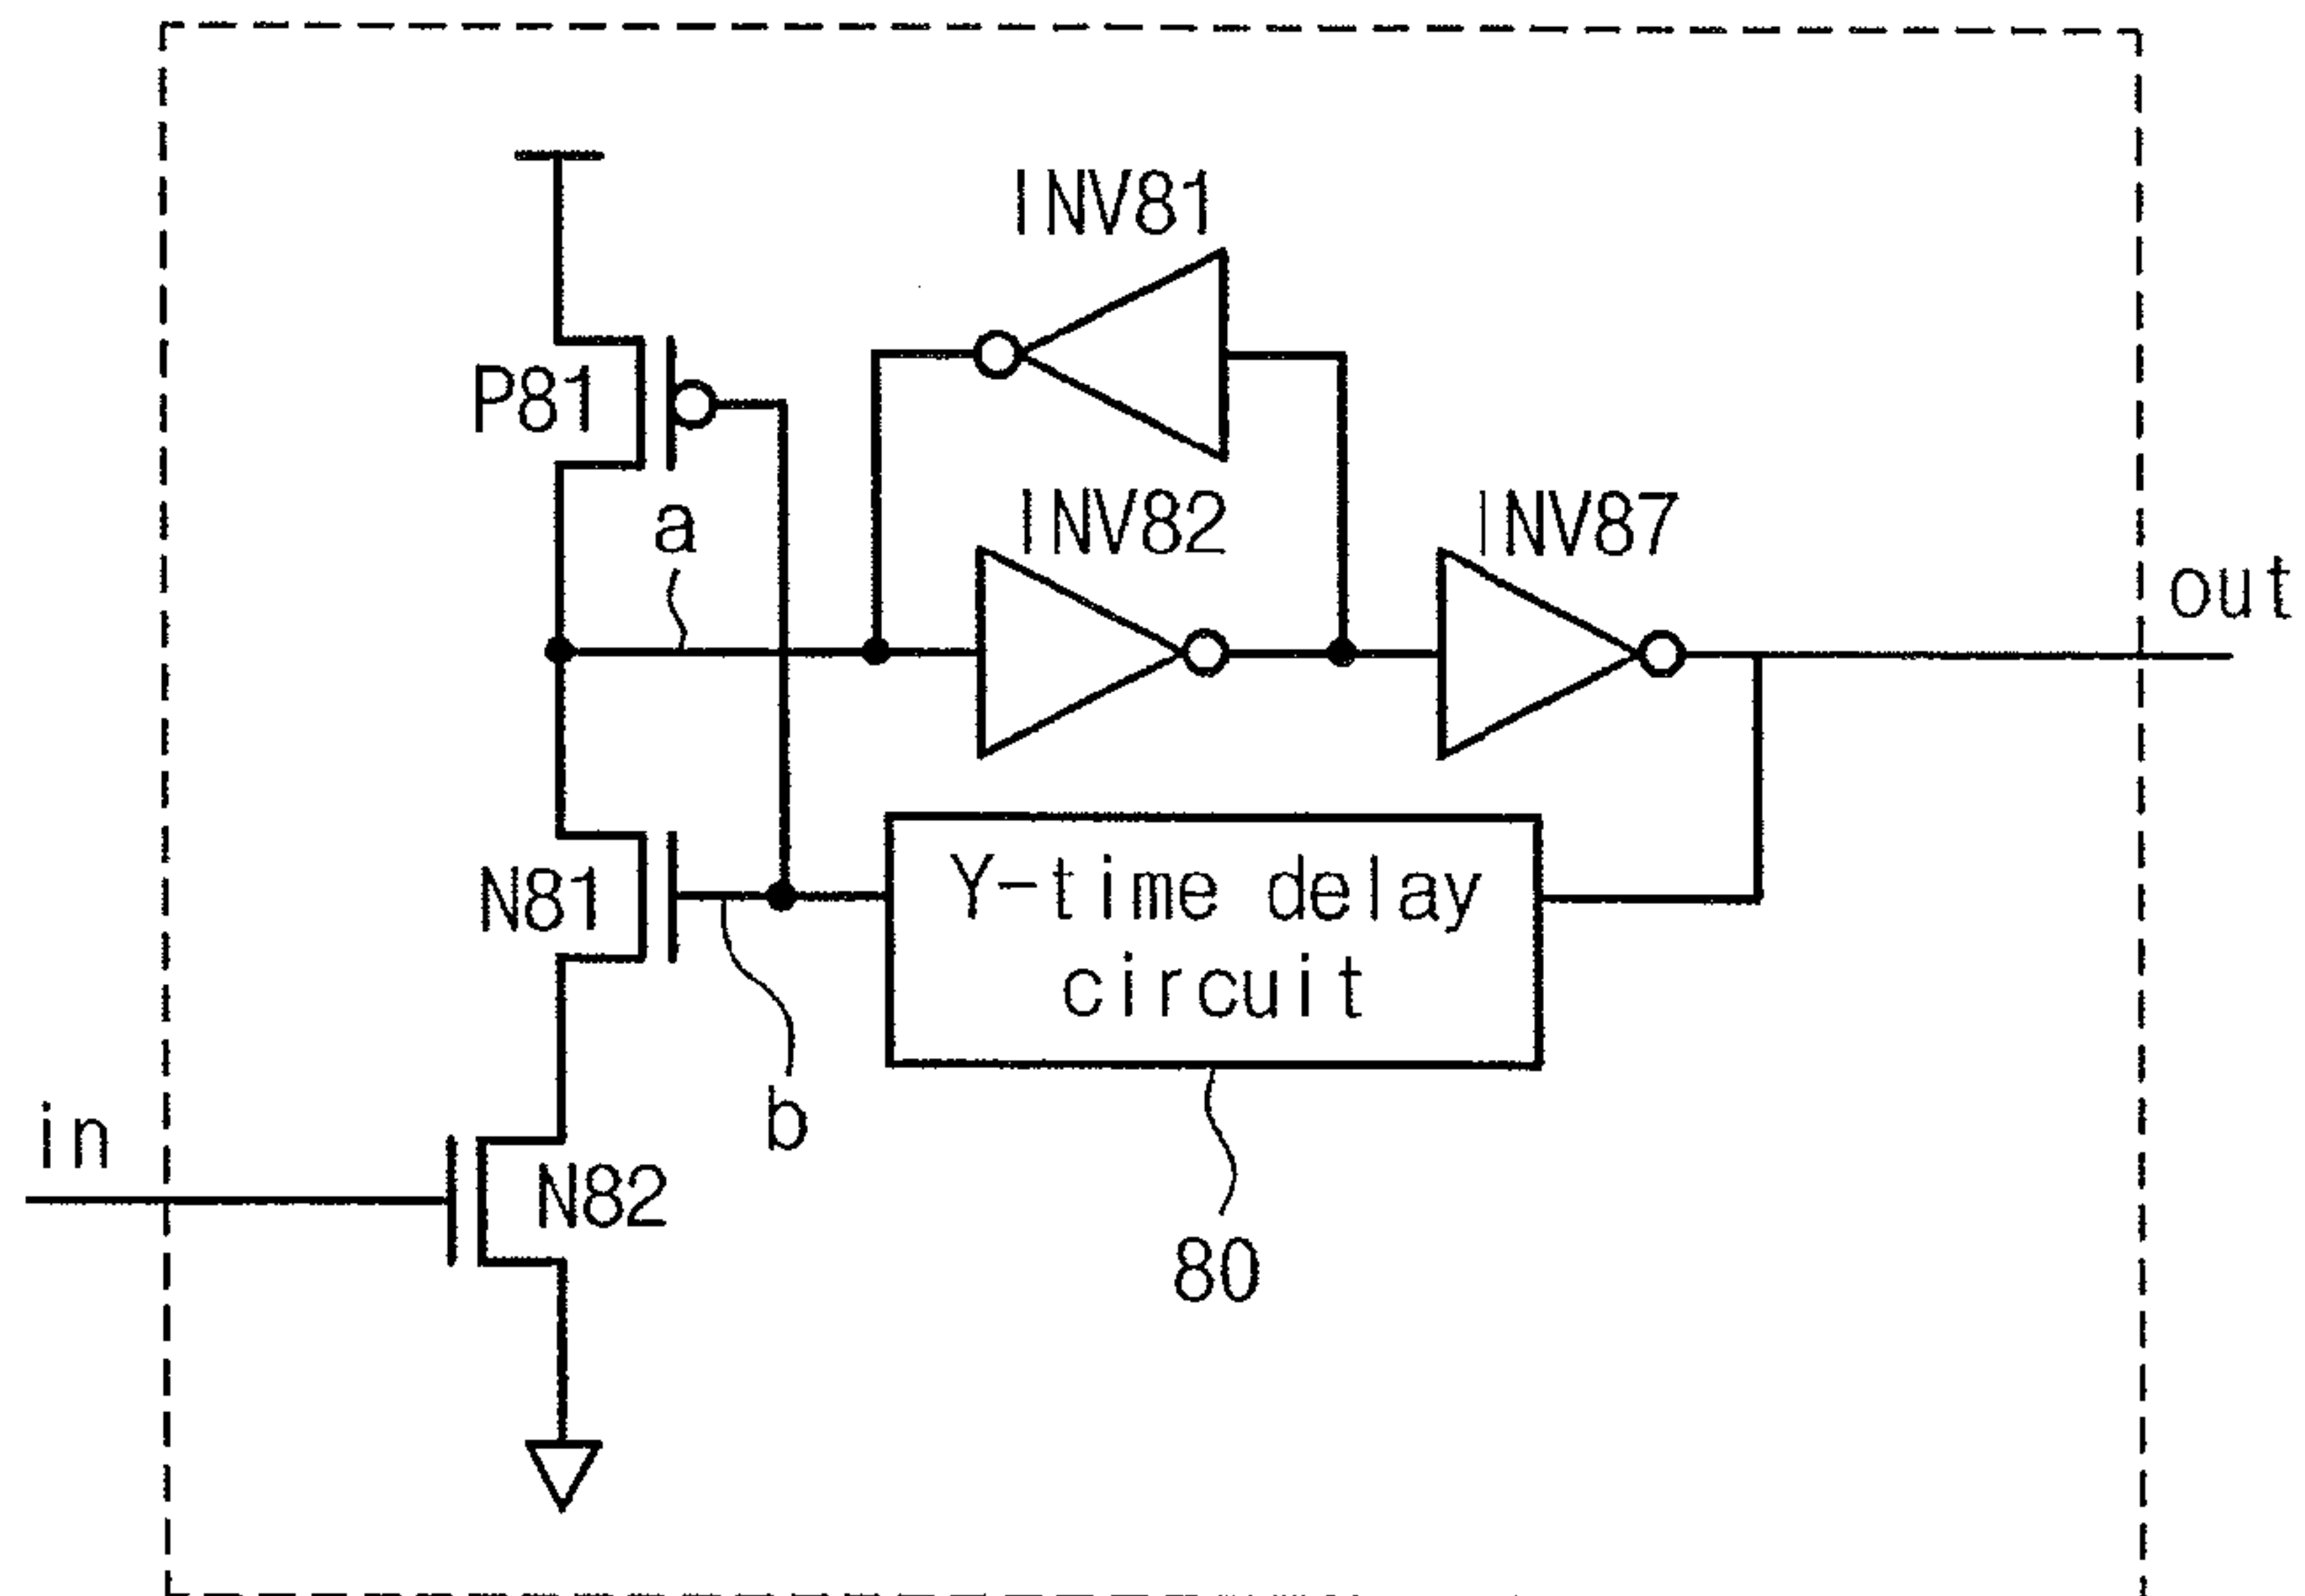 INV81
P81
a
INV82
INV87
out
N81
Y-time delay
circuit
b
in
N82
80